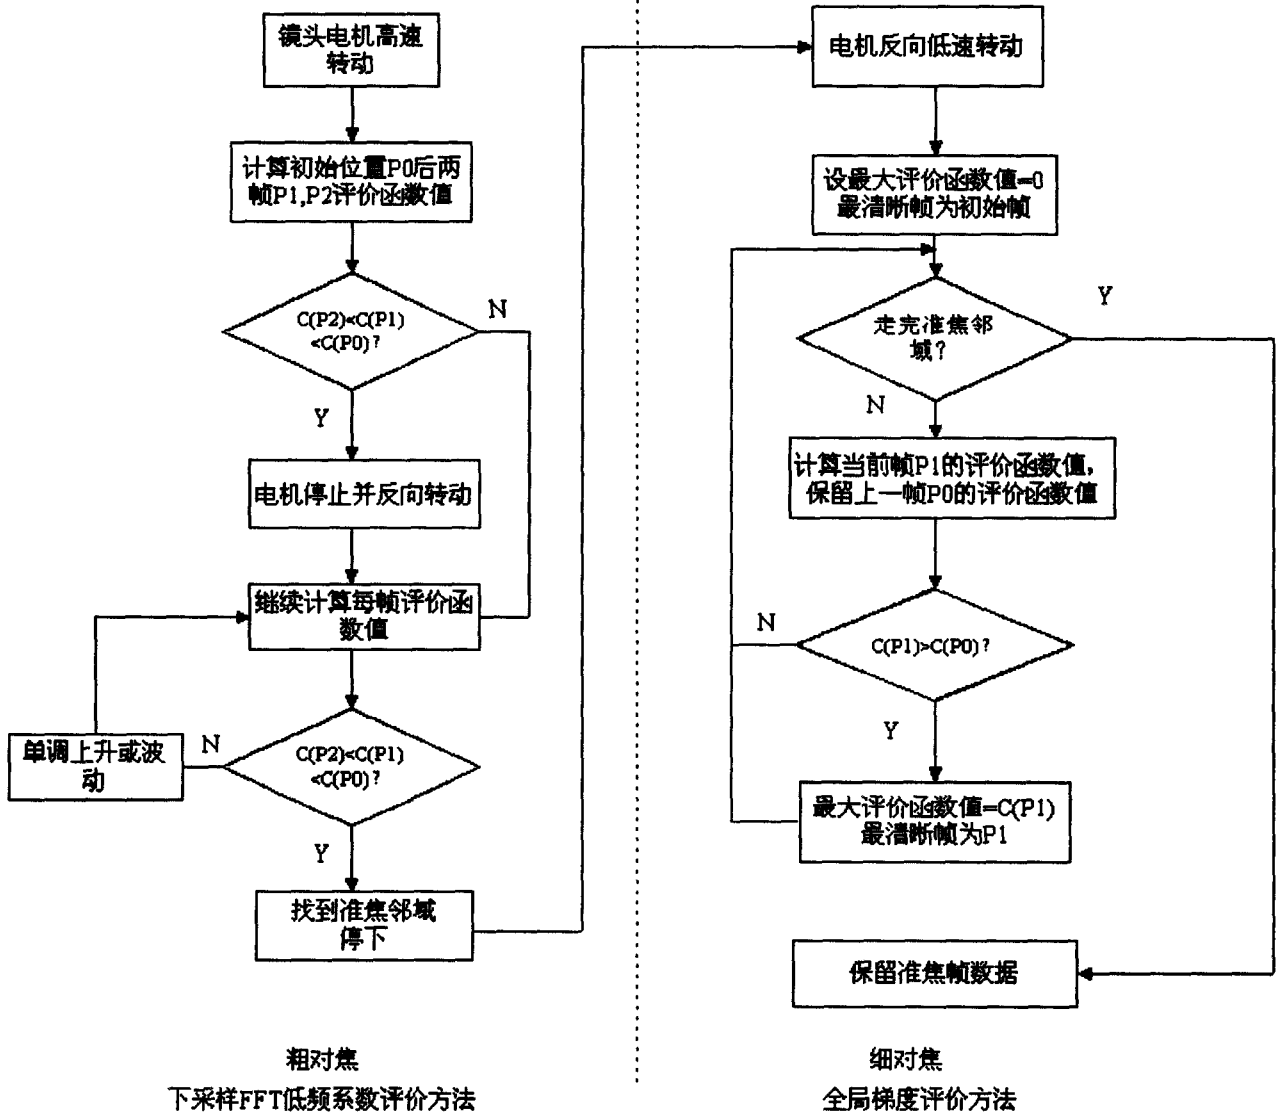 镜头电机高速
转动
计算初始位置P0后两
帧P1,P2评价函数值
C(P2)<C(P1)
<C(P0)?
N
Y
电机停止并反向转动
继续计算每帧评价函
数值
单调上升或波
动
N
C(P2)<C(P1)
<C(P0)?
Y
找到准焦邻域
停下
粗对焦
下采样FFT低频系数评价方法
电机反向低速转动
设最大评价函数值=0
最清晰帧为初始帧
走完准焦邻
域?
Y
N
计算当前帧P1的评价函数值,
保留上一帧P0的评价函数值
N
C(P1)>C(P0)?
Y
最大评价函数值=C(P1)
最清晰帧为P1
保留准焦帧数据
细对焦
全局梯度评价方法